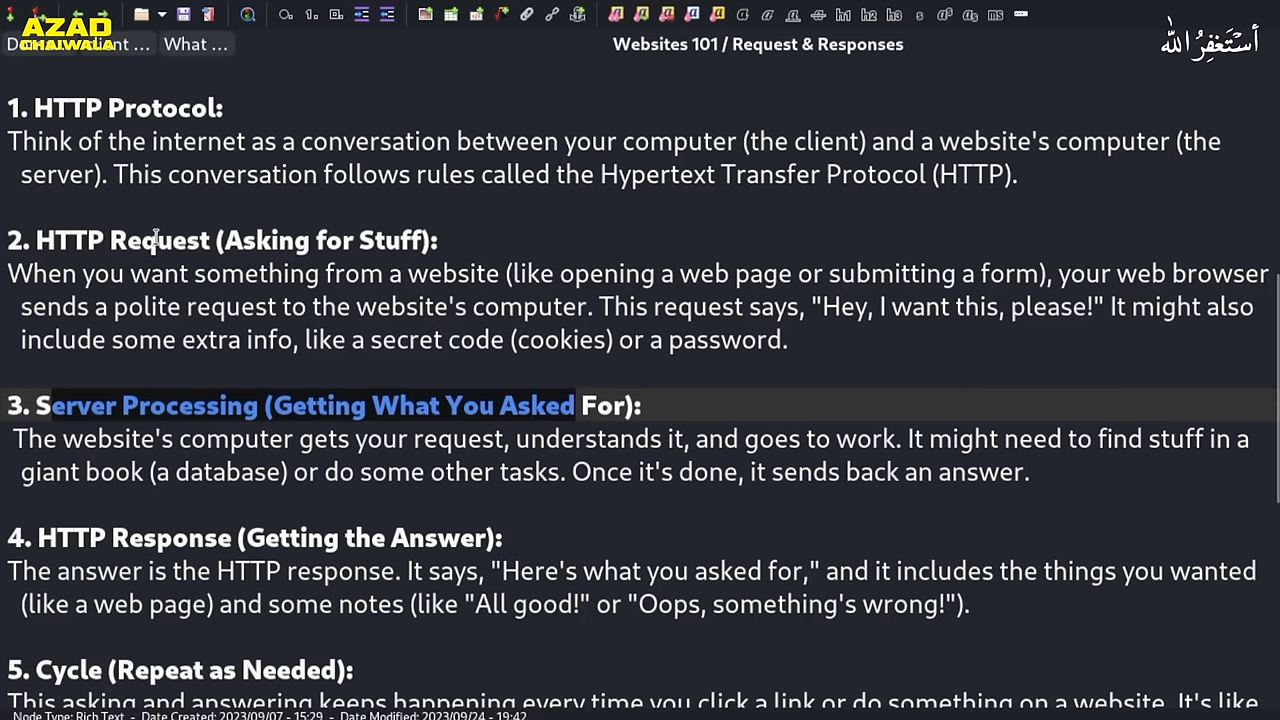 AZAD
CHAIWALA
What ...
Websites 101 / Request & Responses
أستغفر الله
1. HTTP Protocol:
Think of the internet as a conversation between your computer (the client) and a website's computer (the
server). This conversation follows rules called the Hypertext Transfer Protocol (HTTP).
2. HTTP Request (Asking for Stuff):
When you want something from a website (like opening a web page or submitting a form), your web browser
sends a polite request to the website's computer. This request says, "Hey, I want this, please!" It might also
include some extra info, like a secret code (cookies) or a password.
3. Server Processing (Getting What You Asked For):
The website's computer gets your request, understands it, and goes to work. It might need to find stuff in a
giant book (a database) or do some other tasks. Once it's done, it sends back an answer.
4. HTTP Response (Getting the Answer):
The answer is the HTTP response. It says, "Here's what you asked for," and it includes the things you wanted
(like a web page) and some notes (like "All good!" or "Oops, something's wrong!").
5. Cycle (Repeat as Needed):
This asking and answering keeps happening every time you click a link or do something on a website. It's like
Node Type: Rich Text - Date Created: 2023/09/07 - 15:29 - Date Modified: 2023/09/24 - 19:42